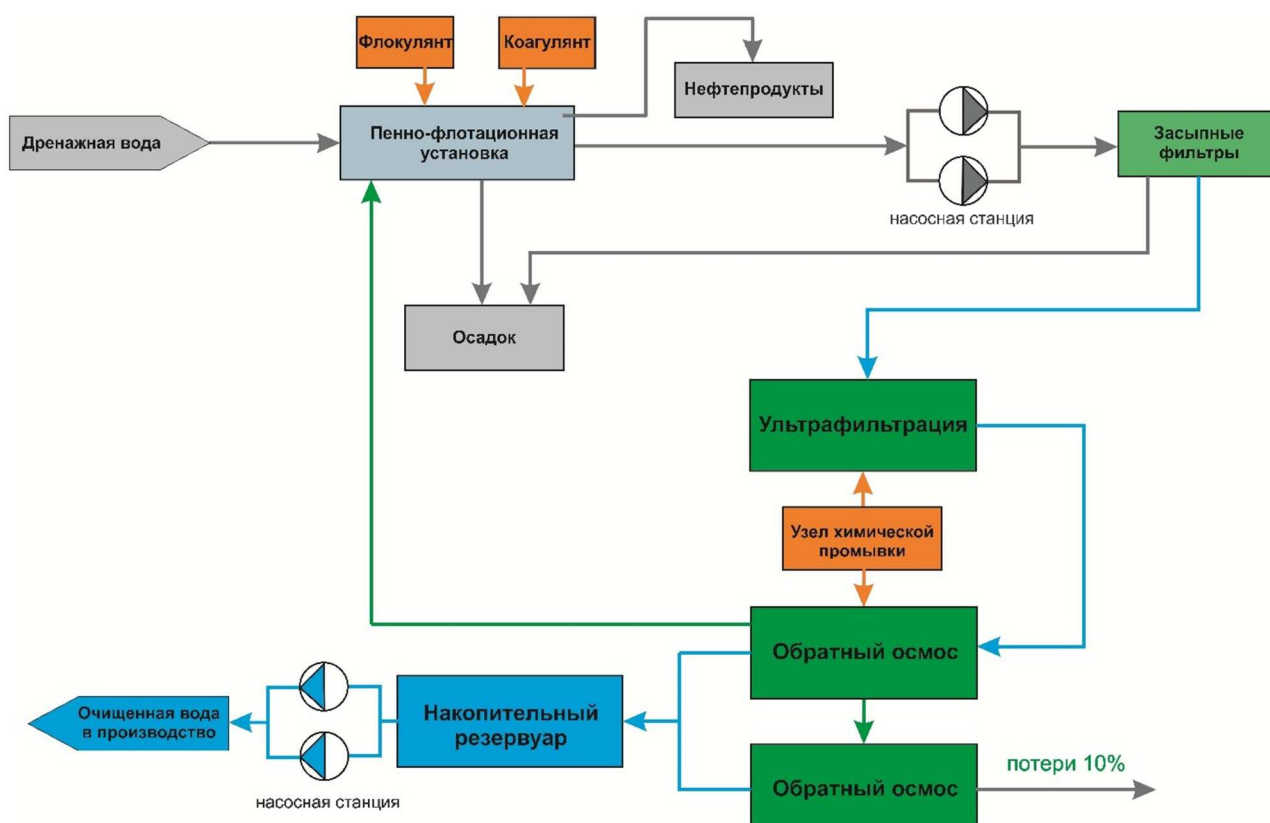 Флокулянт
Коагулянт
Нефтепродукты
Дренажная вода
Пенно-флотационная
установка
Засыпные
фильтры
насосная станция
Осадок
Ультрафильтрация
Узел химической
промывки
Обратный осмос
Очищенная вода
в производство
Накопительный
резервуар
насосная станция
потери 10%
Обратный осмос